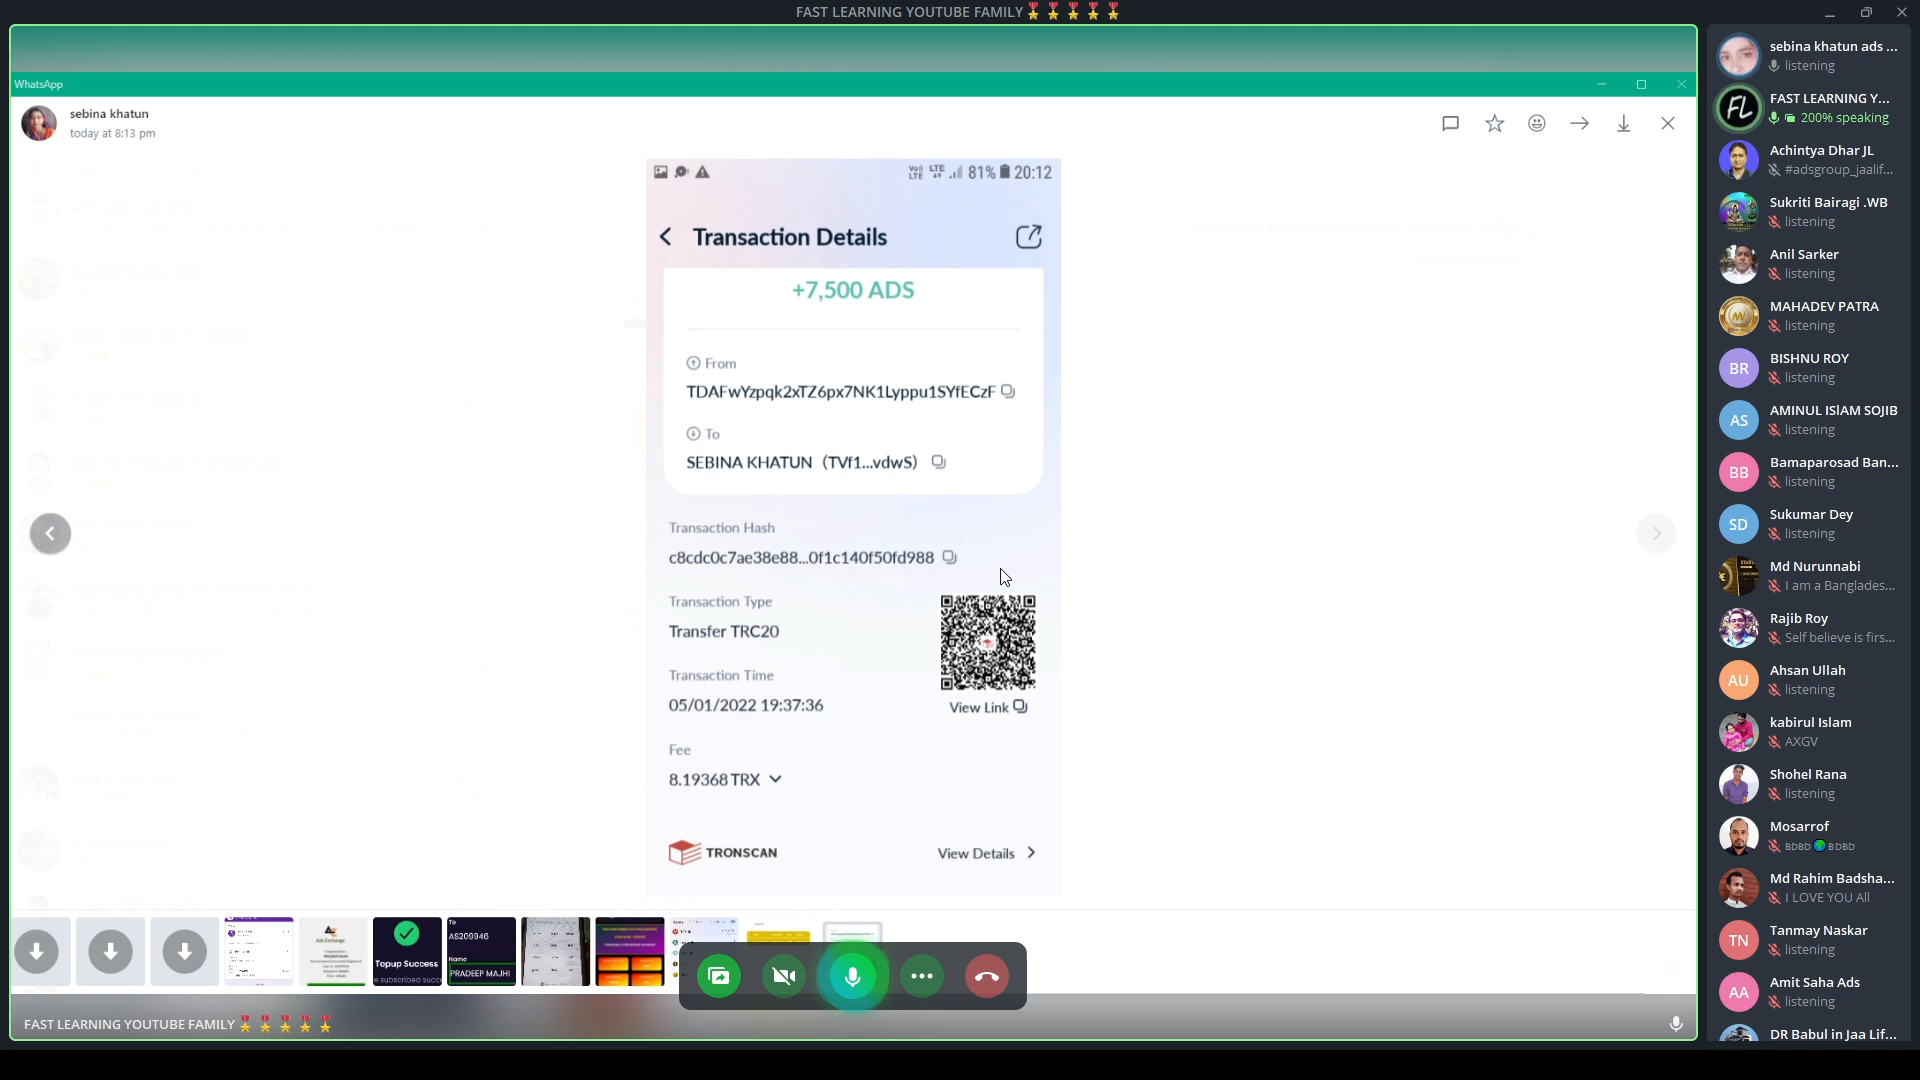 FAST LEARNING YOUTUBE FAMILY
WhatsApp
sebina khatun
today at 8:13 pm
81% 20:12
Transaction Details
+7,500 ADS
From
TDAFwYzpqk2xTZ6px7NK1Lyppu1SYfECzF
To
SEBINA KHATUN (TVf1...vdwS)
Transaction Hash
c8cdc0c7ae38e88...0f1c140f50fd988
Transaction Type
Transfer TRC20
Transaction Time
05/01/2022 19:37:36
View Link
Fee
8.19368 TRX
TRONSCAN
View Details
Topup Success
To
AS209946
Name
PRADEEP MAJHI
FAST LEARNING YOUTUBE FAMILY
sebina khatun ads ...
listening
FAST LEARNING Y...
200% speaking
Achintya Dhar JL
#adsgroup_jaalif...
Sukriti Bairagi .WB
listening
Anil Sarker
listening
MAHADEV PATRA
listening
BR
BISHNU ROY
listening
AS
AMINUL ISlAM SOJIB
listening
BB
Bamaparosad Ban...
listening
SD
Sukumar Dey
listening
Md Nurunnabi
I am a Banglades...
Rajib Roy
Self believe is firs...
AU
Ahsan Ullah
listening
kabirul Islam
AXGV
Shohel Rana
listening
Mosarrof
BDBD BDBD
Md Rahim Badsha...
I LOVE YOU All
TN
Tanmay Naskar
listening
AA
Amit Saha Ads
listening
DR Babul in Jaa Lif...